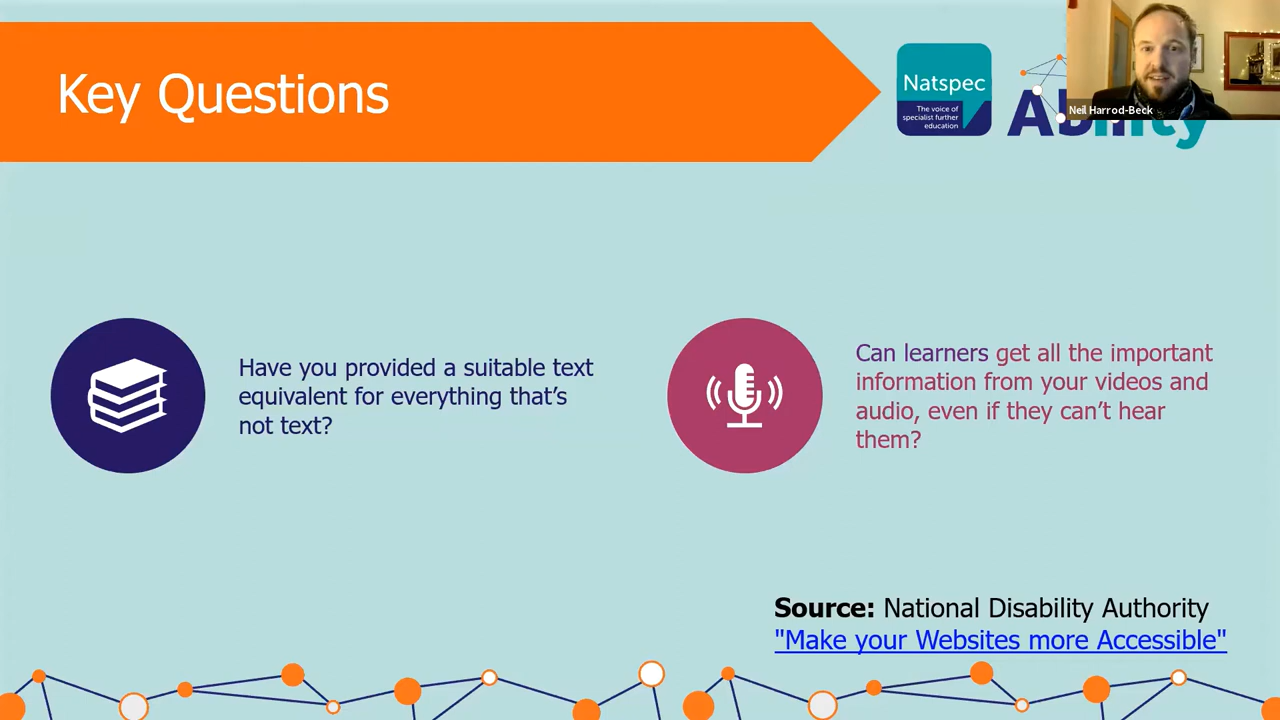 Key Questions
Natspec
The voice of
specialist further
education
Ability
Neil Harrod-Beck
Have you provided a suitable text
equivalent for everything that’s
not text?
Can learners get all the important
information from your videos and
audio, even if they can’t hear
them?
Source: National Disability Authority
"Make your Websites more Accessible"